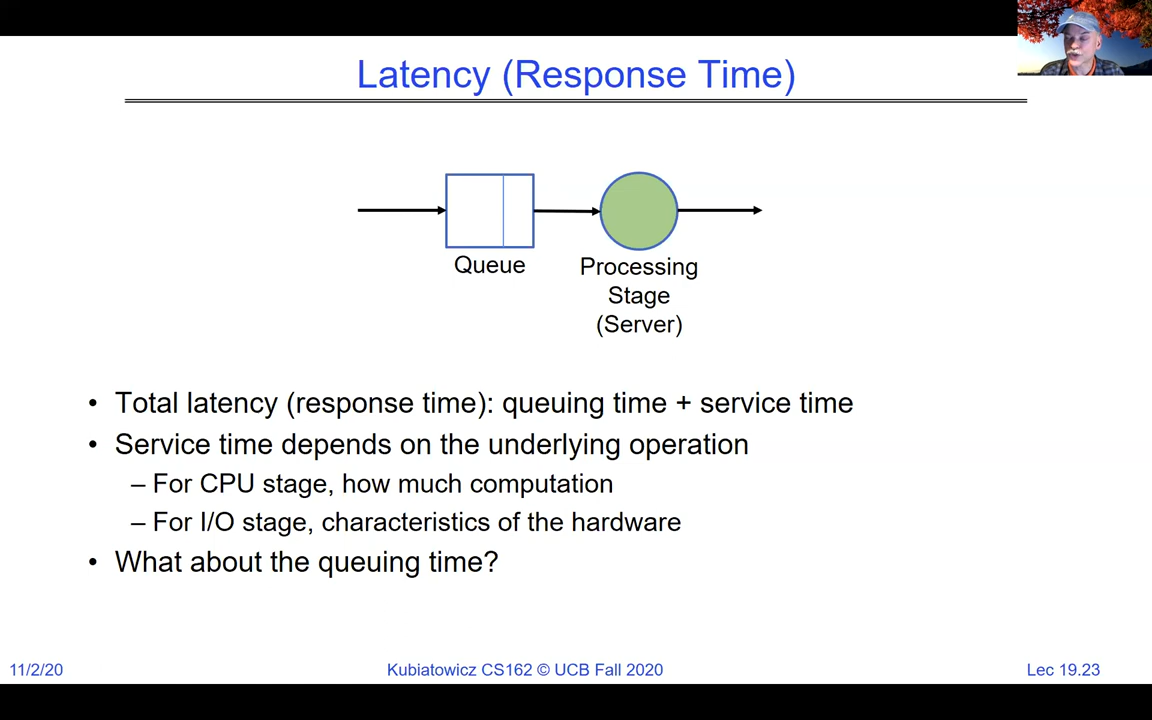 Latency (Response Time)
Queue
Processing
Stage
(Server)
• Total latency (response time): queuing time + service time
• Service time depends on the underlying operation
– For CPU stage, how much computation
– For I/O stage, characteristics of the hardware
• What about the queuing time?
11/2/20
Kubiatowicz CS162 © UCB Fall 2020
Lec 19.23